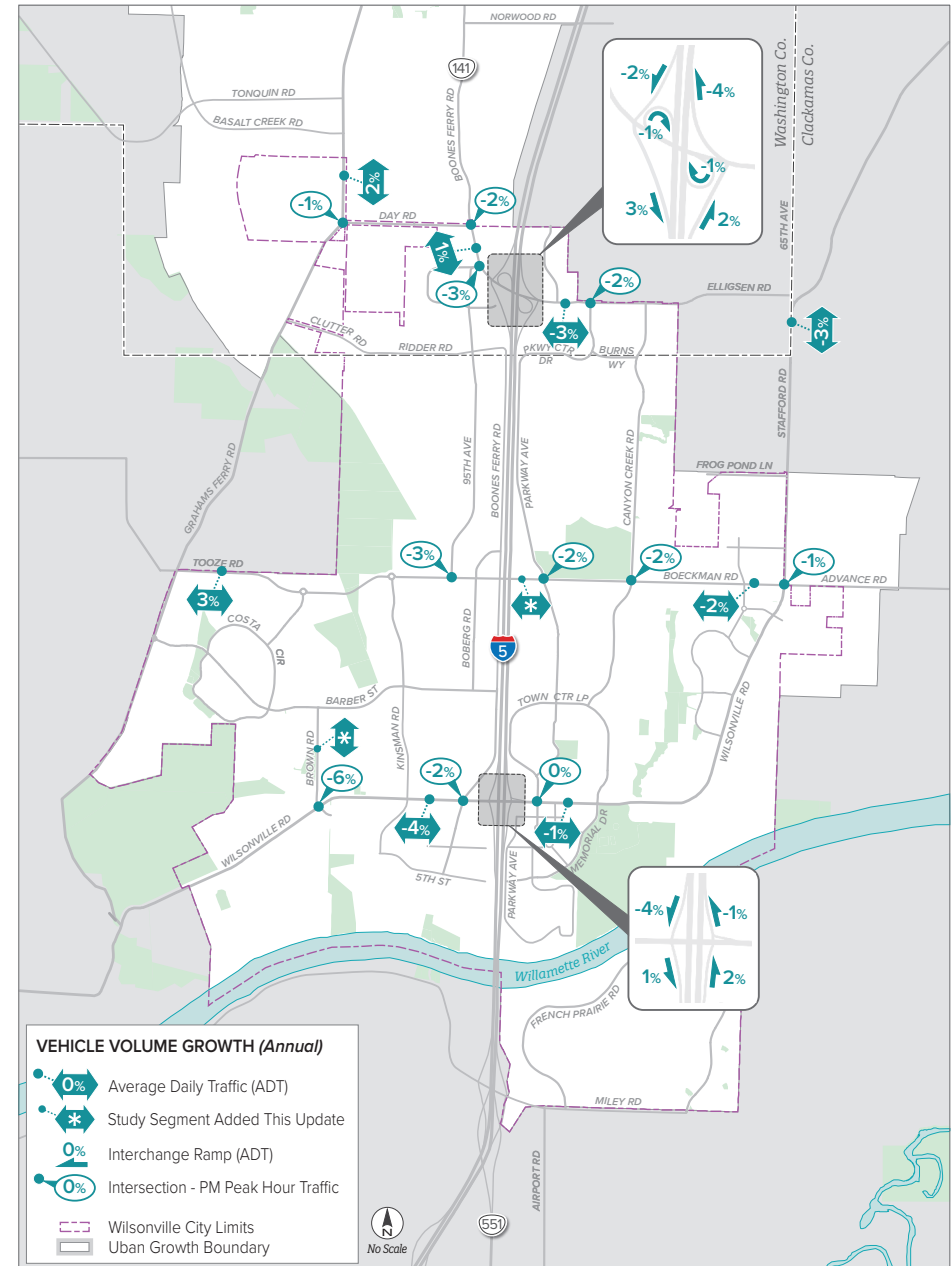 NORWOOD RD
141
TONQUIN RD
BASALT CREEK RD
BOONES FERRY RD
-2%
-4%
-1%
-1%
3%
2%
Washington Co.
Clackamas Co.
2%
-1%
DAY RD
-2%
65TH AVE
1%
-3%
-2%
ELLIGSEN RD
-3%
-3%
CLUTTER RD
RIDDER RD
PKWY CTR
DR
BURNS
WY
STAFFORD RD
GRAHAMS FERRY RD
95TH AVE
BOONES FERRY RD
PARKWAY AVE
CANYON CREEK RD
FROG POND LN
TOOZE RD
-3%
-2%
-2%
-1%
BOECKMAN RD
ADVANCE RD
3%
*
-2%
COSTA
CIR
BOBERG RD
5
BARBER ST
TOWN CTR LP
WILSONVILLE RD
BROWN RD
*
KINSMAN RD
-6%
-2%
0%
-4%
-1%
WILSONVILLE RD
MEMORIAL DR
5TH ST
PARKWAY AVE
-4%
-1%
1%
2%
Willamette River
FRENCH PRAIRIE RD
MILEY RD
AIRPORT RD
551
VEHICLE VOLUME GROWTH (Annual)
0% Average Daily Traffic (ADT)
* Study Segment Added This Update
0% Interchange Ramp (ADT)
0% Intersection - PM Peak Hour Traffic
Wilsonville City Limits
Uban Growth Boundary
N
No Scale